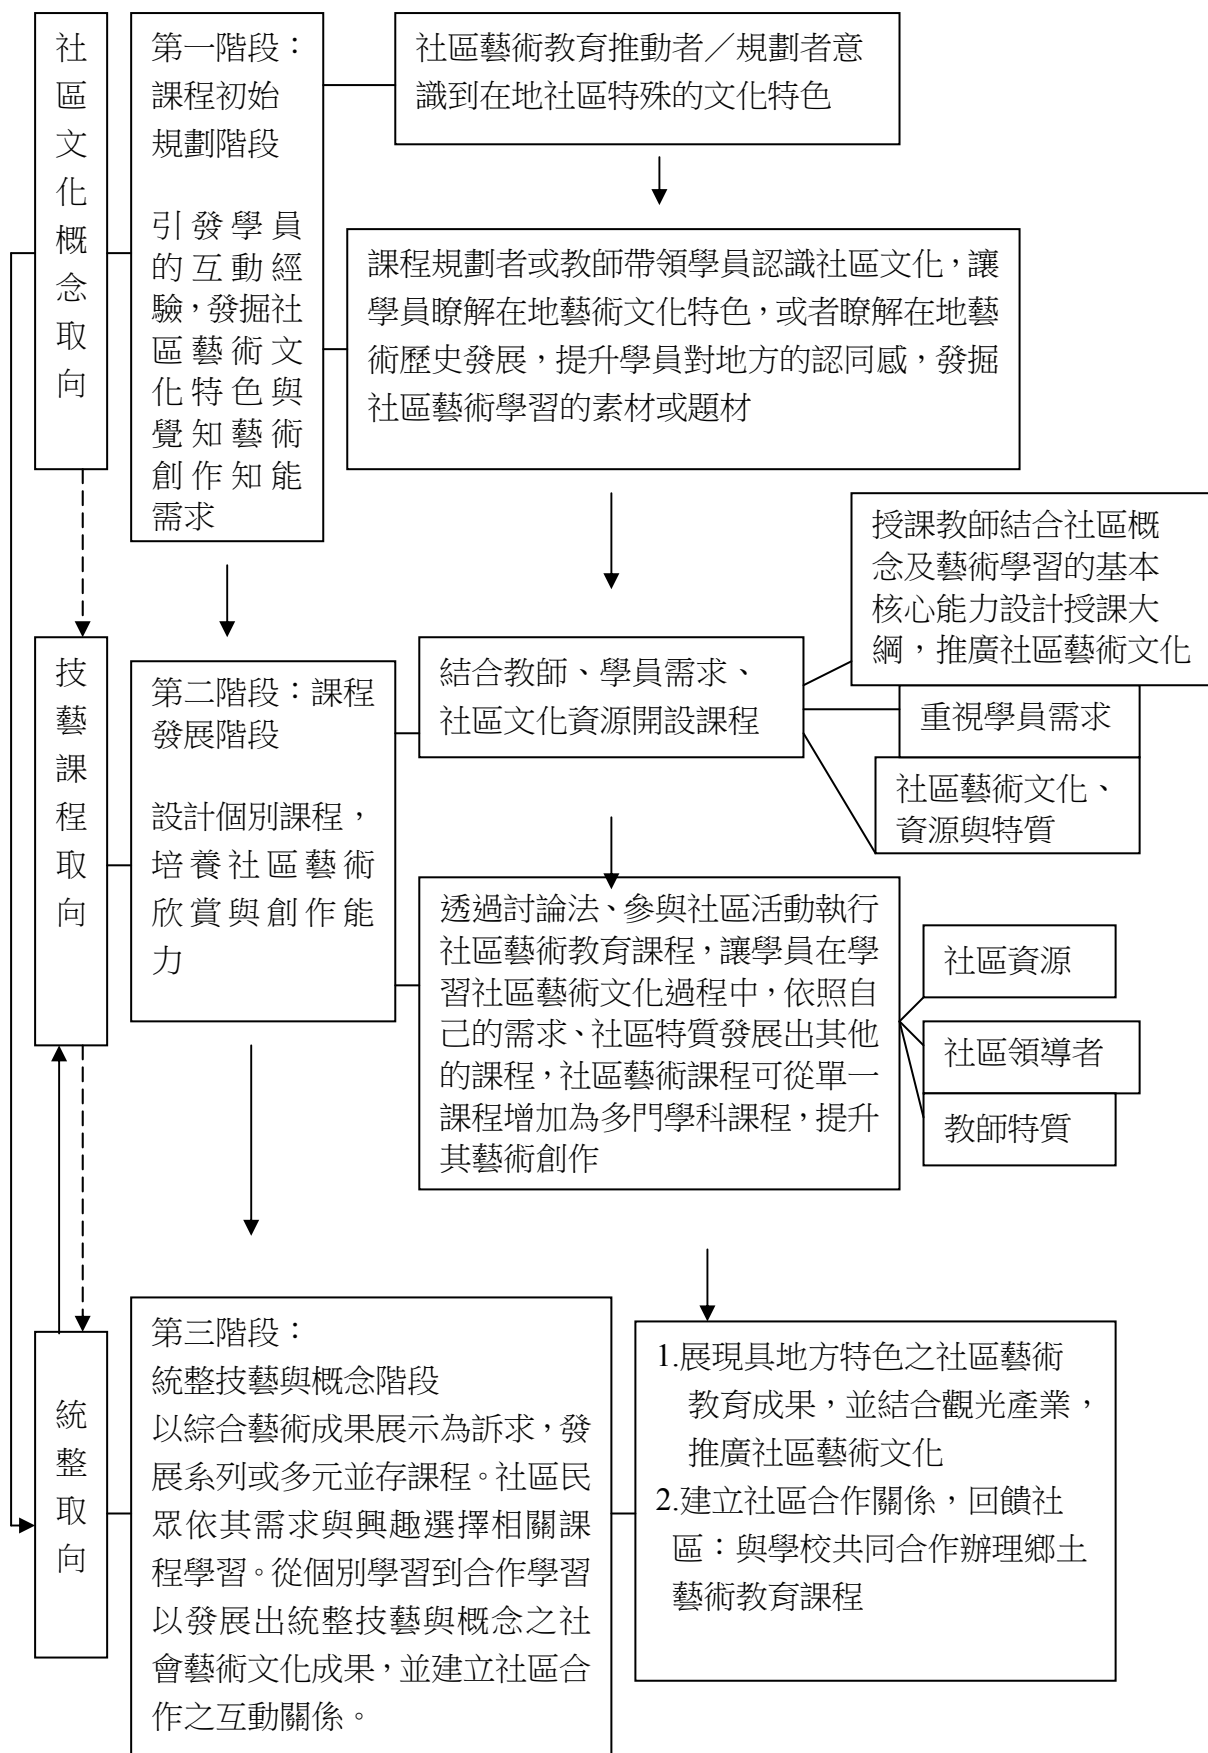 社區文化概念取向
第一階段：
課程初始
規劃階段
引發學員
的互動經
驗，發掘社
區藝術文
化特色與
覺知藝術
創作知能
需求
社區藝術教育推動者／規劃者意
識到在地社區特殊的文化特色
課程規劃者或教師帶領學員認識社區文化，讓
學員瞭解在地藝術文化特色，或者瞭解在地藝
術歷史發展，提升學員對地方的認同感，發掘
社區藝術學習的素材或題材
技藝課程取向
第二階段：課程
發展階段
設計個別課程，
培養社區藝術
欣賞與創作能
力
結合教師、學員需求、
社區文化資源開設課程
授課教師結合社區概
念及藝術學習的基本
核心能力設計授課大
綱，推廣社區藝術文化
重視學員需求
社區藝術文化、
資源與特質
透過討論法、參與社區活動執行
社區藝術教育課程，讓學員在學
習社區藝術文化過程中，依照自
己的需求、社區特質發展出其他
的課程，社區藝術課程可從單一
課程增加為多門學科課程，提升
其藝術創作
社區資源
社區領導者
教師特質
統整取向
第三階段：
統整技藝與概念階段
以綜合藝術成果展示為訴求，發
展系列或多元並存課程。社區民
眾依其需求與興趣選擇相關課
程學習。從個別學習到合作學習
以發展出統整技藝與概念之社
會藝術文化成果，並建立社區合
作之互動關係。
1.展現具地方特色之社區藝術
教育成果，並結合觀光產業，
推廣社區藝術文化
2.建立社區合作關係，回饋社
區：與學校共同合作辦理鄉土
藝術教育課程